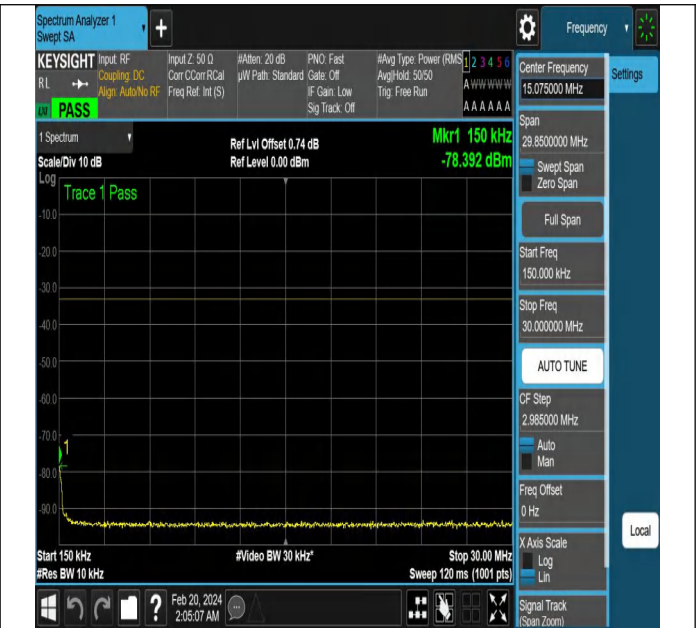 Spectrum Analyzer 1
Swept SA
+
Frequency
KEYSIGHT
RL
PASS
Input: RF
Coupling: DC
Align: Auto/No RF
Input Z: 50 Ω
Corr CCorr RCal
Freq Ref: Int (S)
#Atten: 20 dB
µW Path: Standard
PNO: Fast
Gate: Off
IF Gain: Low
Sig Track: Off
#Avg Type: Power (RMS
Avg|Hold: 50/50
Trig: Free Run
1 2 3 4 5 6
A W W W W W
A A A A A A
Center Frequency
15.075000 MHz
Settings
1 Spectrum
Scale/Div 10 dB
Ref Lvl Offset 0.74 dB
Ref Level 0.00 dBm
Mkr1 150 kHz
-78.392 dBm
Log
Trace 1 Pass
-10.0
-20.0
-30.0
-40.0
-50.0
-60.0
-70.0
-80.0
-90.0
1
Start 150 kHz
#Res BW 10 kHz
#Video BW 30 kHz*
Stop 30.00 MHz
Sweep 120 ms (1001 pts)
Span
29.8500000 MHz
Swept Span
Zero Span
Full Span
Start Freq
150.000 kHz
Stop Freq
30.000000 MHz
AUTO TUNE
CF Step
2.985000 MHz
Auto
Man
Freq Offset
0 Hz
X Axis Scale
Log
Lin
Local
Signal Track
(Span Zoom)
?
Feb 20, 2024
2:05:07 AM